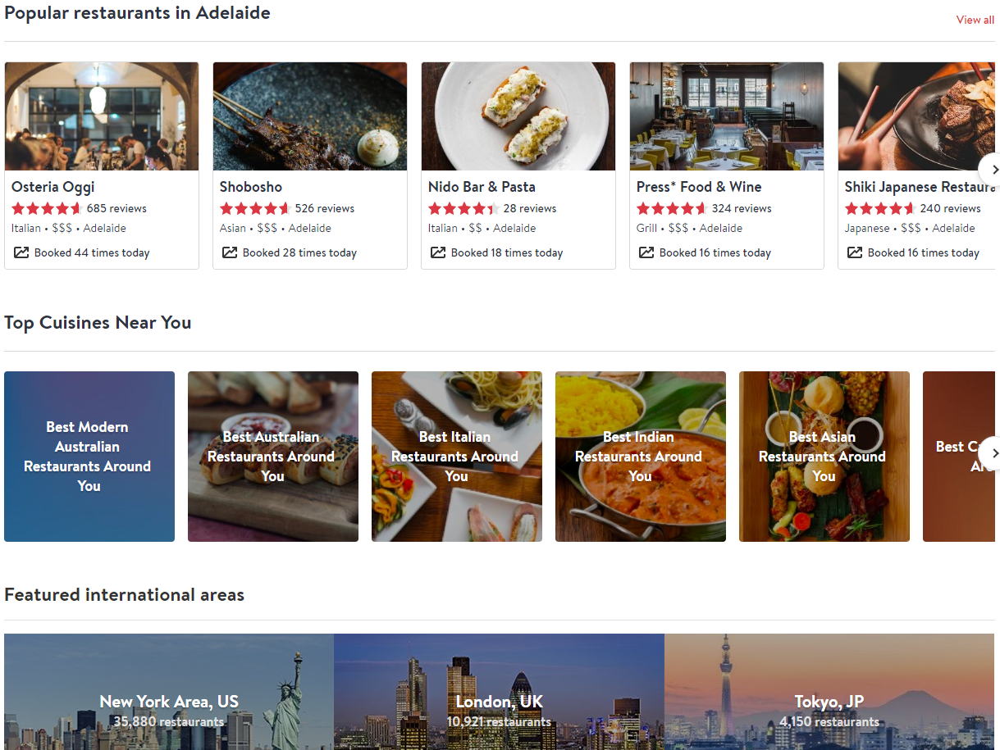 Popular restaurants in Adelaide
View all
Osteria Oggi
685 reviews
Italian • $$$ • Adelaide
Booked 44 times today
Shobosho
526 reviews
Asian • $$$ • Adelaide
Booked 28 times today
Nido Bar & Pasta
28 reviews
Italian • $$ • Adelaide
Booked 18 times today
Press* Food & Wine
324 reviews
Grill • $$$ • Adelaide
Booked 16 times today
Shiki Japanese
240 reviews
Japanese • $$$ • Adelaide
Booked 16 times today
Top Cuisines Near You
Best Modern
Australian
Restaurants Around
You
Best Australian
Restaurants Around
You
Best Italian
Restaurants Around
You
Best Indian
Restaurants Around
You
Best Asian
Restaurants Around
You
Best
Featured international areas
New York Area, US
35,880 restaurants
London, UK
10,921 restaurants
Tokyo, JP
4,150 restaurants